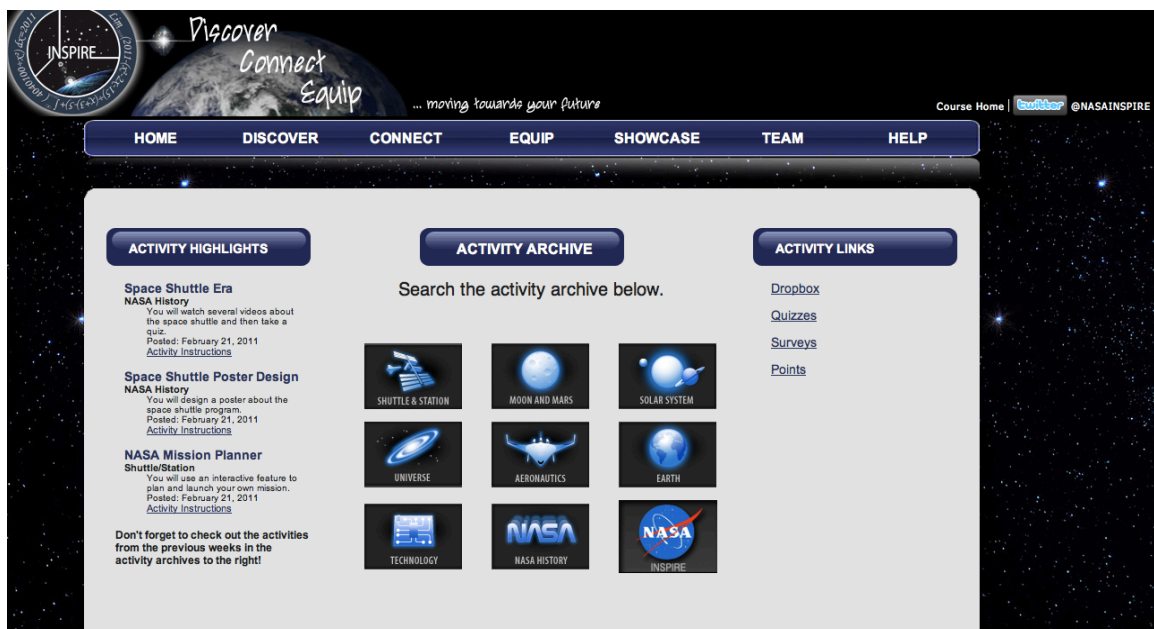 INSPIRE
Discover
Connect
Equip
... moving towards your future
Course Home | twitter @NASAINSPIRE
HOME DISCOVER CONNECT EQUIP SHOWCASE TEAM HELP
ACTIVITY HIGHLIGHTS
Space Shuttle Era
NASA History
You will watch several videos about
the space shuttle and then take a
quiz.
Posted: February 21, 2011
Activity Instructions
Space Shuttle Poster Design
NASA History
You will design a poster about the
space shuttle program.
Posted: February 21, 2011
Activity Instructions
NASA Mission Planner
Shuttle/Station
You will use an interactive feature to
plan and launch your own mission.
Posted: February 21, 2011
Activity Instructions
Don't forget to check out the activities
from the previous weeks in the
activity archives to the right!
ACTIVITY ARCHIVE
Search the activity archive below.
SHUTTLE & STATION
MOON AND MARS
SOLAR SYSTEM
UNIVERSE
AERONAUTICS
EARTH
TECHNOLOGY
NASA
NASA HISTORY
NASA
INSPIRE
ACTIVITY LINKS
Dropbox
Quizzes
Surveys
Points